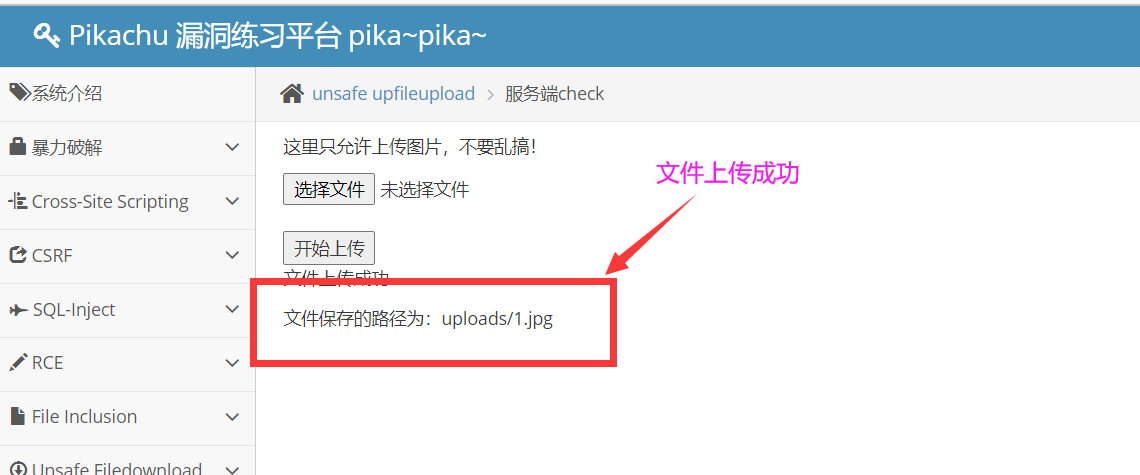 Pikachu 漏洞练习平台 pika~pika~
系统介绍
暴力破解
Cross-Site Scripting
CSRF
SQL-Inject
RCE
File Inclusion
Unsafe Filedownload
unsafe upfileupload > 服务端check
这里只允许上传图片，不要乱搞！
选择文件 未选择文件
开始上传
文件上传成功
文件保存的路径为：uploads/1.jpg
文件上传成功